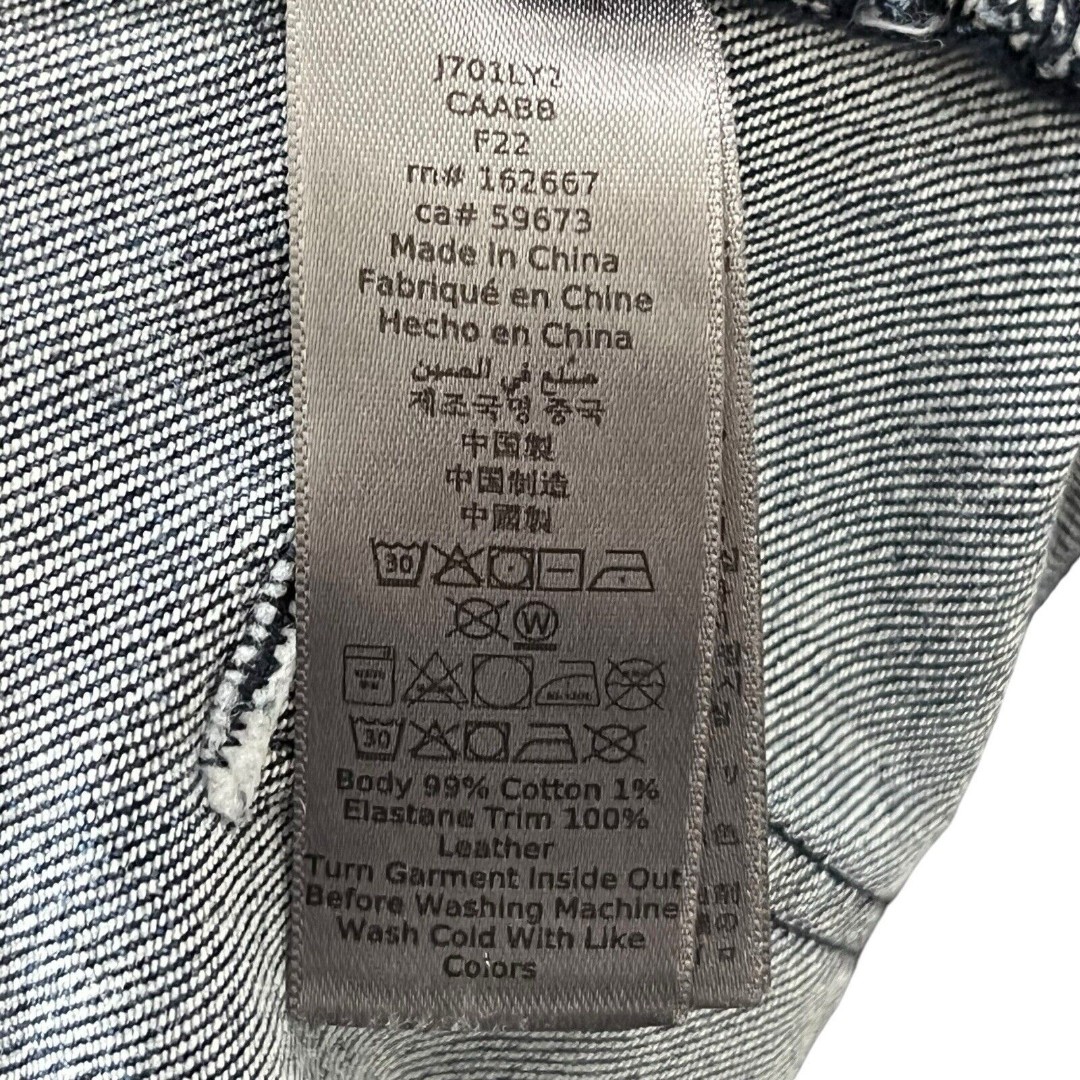 J701LY2
CAABB
F22
rn# 162667
ca# 59673
Made in China
Fabriqué en Chine
Hecho en China
صنع في الصين
제조국명 중국
中国製
中国制造
中國製
30
W
30
Body 99% Cotton 1%
Elastane Trim 100%
Leather
Turn Garment Inside Out
Before Washing Machine
Wash Cold With Like
Colors